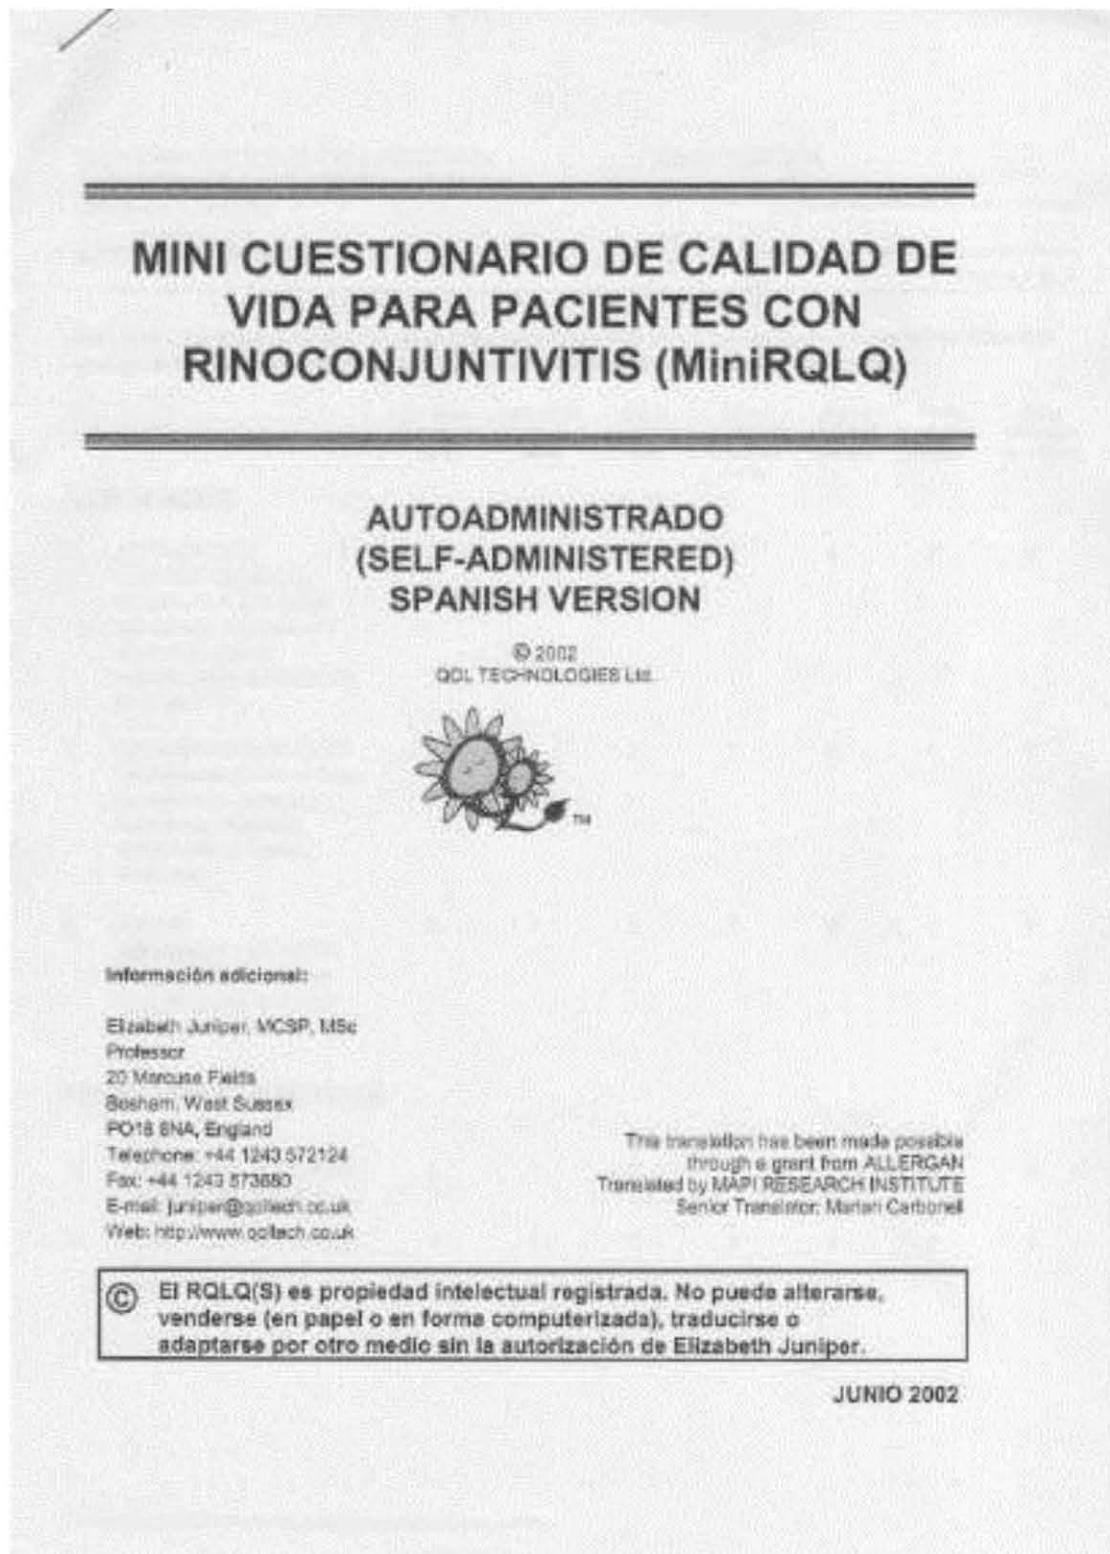 MINI CUESTIONARIO DE CALIDAD DE
VIDA PARA PACIENTES CON
RINOCONJUNTIVITIS (MiniRQLQ)
AUTOADMINISTRADO
(SELF-ADMINISTERED)
SPANISH VERSION
© 2002
QOL TECHNOLOGIES Ltd.
TM
Información adicional:
Elizabeth Juniper, MCSP, MSc
Professor
20 Marcuse Fields
Bosham, West Sussex
PO18 8NA, England
Telephone: +44 1243 572124
Fax: +44 1243 573680
E-mail: juniper@qoltech.co.uk
Web: http://www.qoltech.co.uk
This translation has been made possible
through a grant from ALLERGAN
Translated by MAPI RESEARCH INSTITUTE
Senior Translator: Mariari Carbonell
© El RQLQ(S) es propiedad intelectual registrada. No puede alterarse,
venderse (en papel o en forma computerizada), traducirse o
adaptarse por otro medio sin la autorización de Elizabeth Juniper.
JUNIO 2002